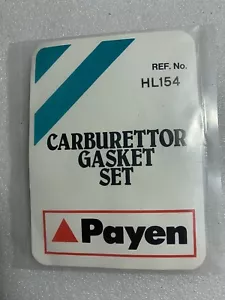 REF. No.
HL154
CARBURETTOR
GASKET
SET
Payen